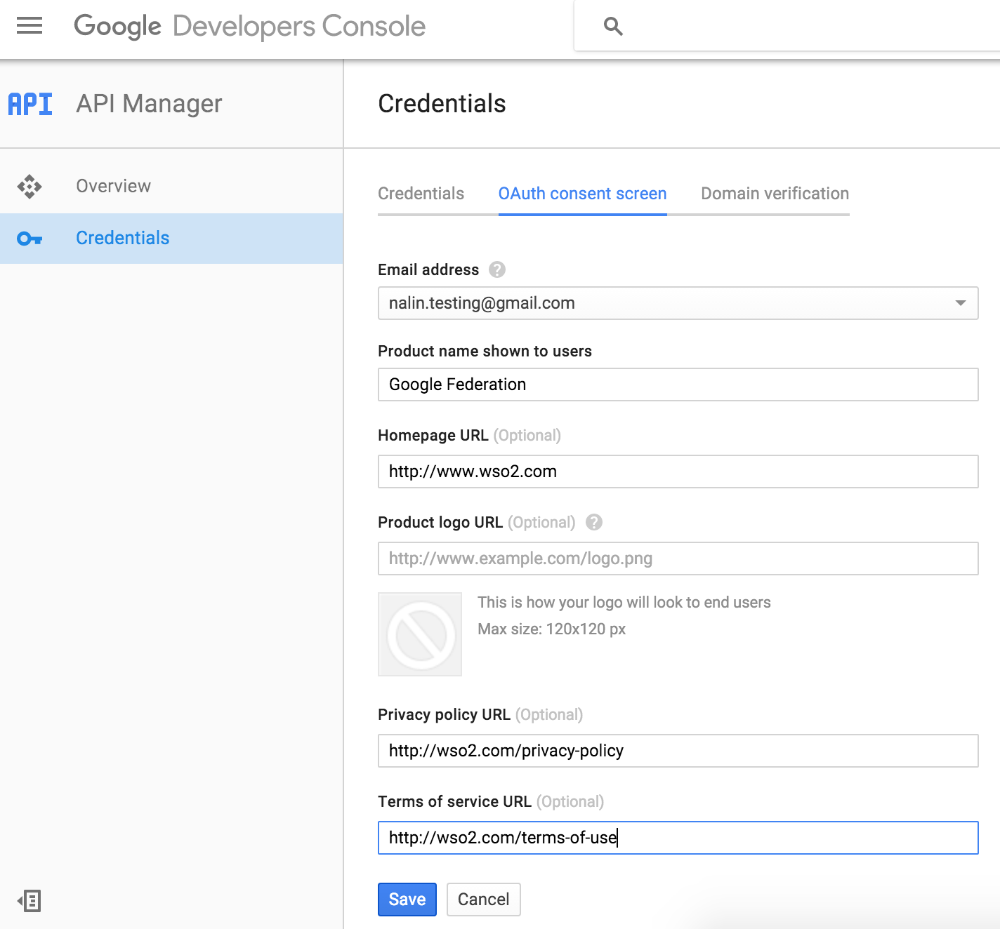 Google Developers Console
API API Manager
Credentials
Overview
Credentials
Credentials OAuth consent screen Domain verification
Email address ?
nalin.testing@gmail.com
Product name shown to users
Google Federation
Homepage URL (Optional)
http://www.wso2.com
Product logo URL (Optional) ?
http://www.example.com/logo.png
This is how your logo will look to end users
Max size: 120x120 px
Privacy policy URL (Optional)
http://wso2.com/privacy-policy
Terms of service URL (Optional)
http://wso2.com/terms-of-use
Save Cancel